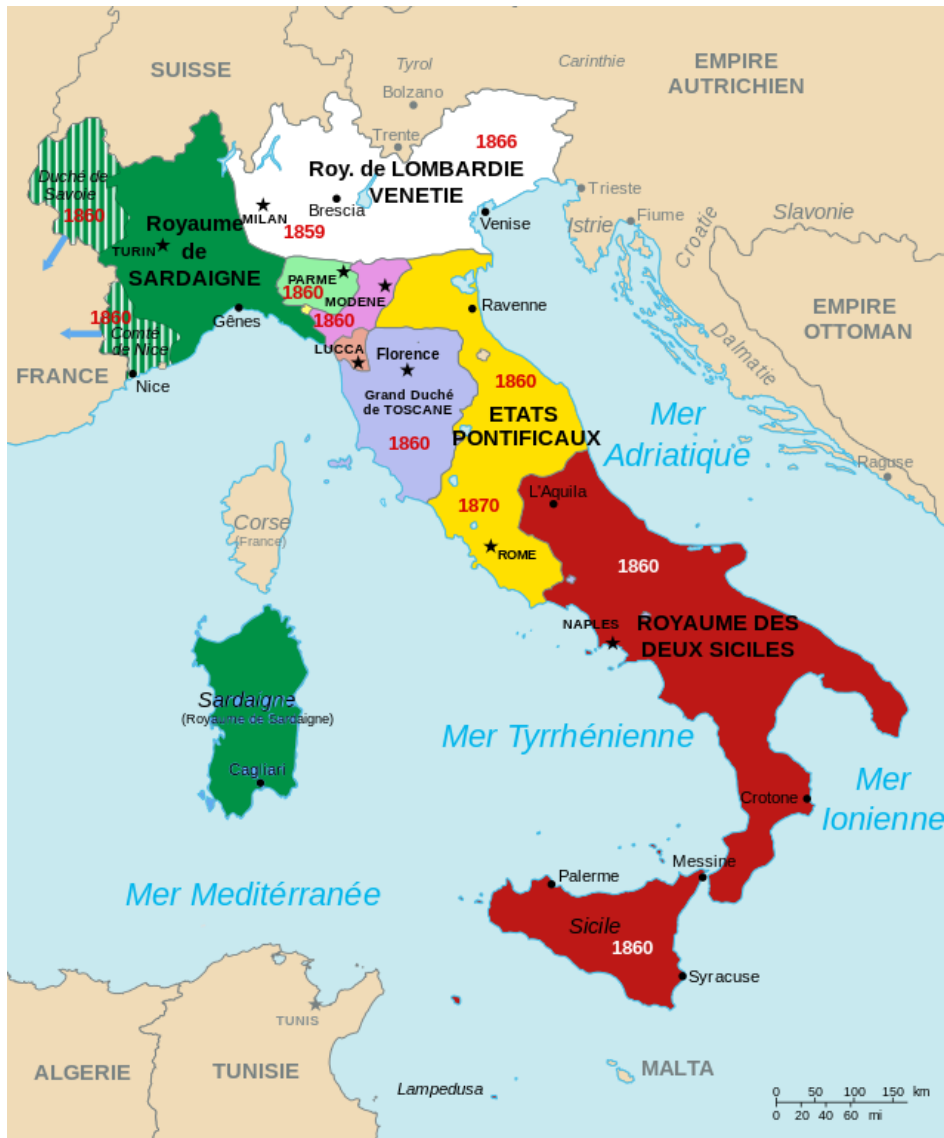 SUISSE
Tyrol
Bolzano
Carinthie
EMPIRE
AUTRICHIEN
Trente
1866
Roy. de LOMBARDIE
VENETIE
Duché de
Savoie
1860
Royaume
de
SARDAIGNE
TURIN
MILAN
Brescia
1859
Venise
Trieste
Istrie
Fiume
Croatie
Slavonie
EMPIRE
OTTOMAN
Dalmatie
Raguse
PARME
1860
MODENE
1860
Ravenne
1860
Comté
de Nice
Gênes
LUCCA
Florence
Grand Duché
de TOSCANE
1860
FRANCE
Nice
1860
ETATS
PONTIFICAUX
Mer
Adriatique
1870
ROME
L'Aquila
Corse
(France)
1860
NAPLES
ROYAUME DES
DEUX SICILES
Sardaigne
(Royaume de Sardaigne)
Cagliari
Mer Tyrrhénienne
Crotone
Mer
Ionienne
Mer Meditérranée
Palerme
Messine
Sicile
1860
Syracuse
TUNIS
ALGERIE
TUNISIE
Lampedusa
MALTA
0 50 100 150 km
0 20 40 60 mi